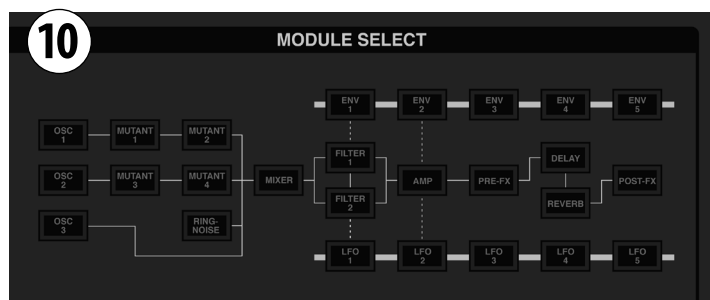 10
MODULE SELECT
ENV
1
ENV
2
ENV
3
ENV
4
ENV
5
OSC
1
MUTANT
1
MUTANT
2
FILTER
1
DELAY
OSC
2
MUTANT
3
MUTANT
4
MIXER
AMP
PRE-FX
POST-FX
FILTER
2
REVERB
OSC
3
RING-
NOISE
LFO
1
LFO
2
LFO
3
LFO
4
LFO
5